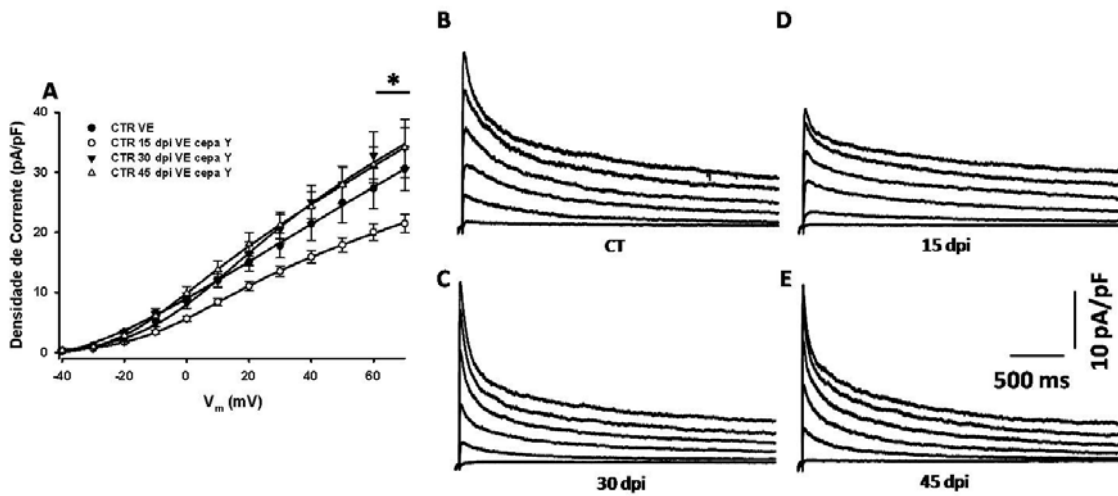 A
*
Densidade de Corrente (pA/pF)
40
30
20
10
0
CTR VE
CTR 15 dpi VE cepa Y
CTR 30 dpi VE cepa Y
CTR 45 dpi VE cepa Y
-40 -20 0 20 40 60
Vm (mV)
B
CT
D
15 dpi
C
30 dpi
E
45 dpi
500 ms
10 pA/pF